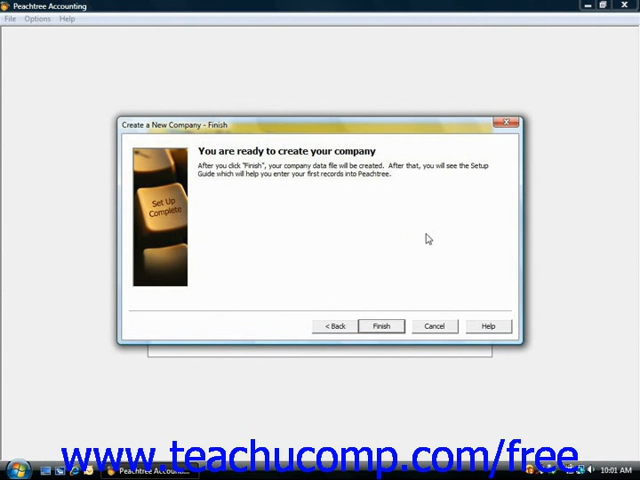 Peachtree Accounting
File Options Help
Create a New Company - Finish
You are ready to create your company
After you click "Finish", your company data file will be created. After that, you will see the Setup
Guide which will help you enter your first records into Peachtree.
Set Up
Complete
< Back Finish Cancel Help
www.teachucomp.com/free
Peachtree Accounti...
10:01 AM